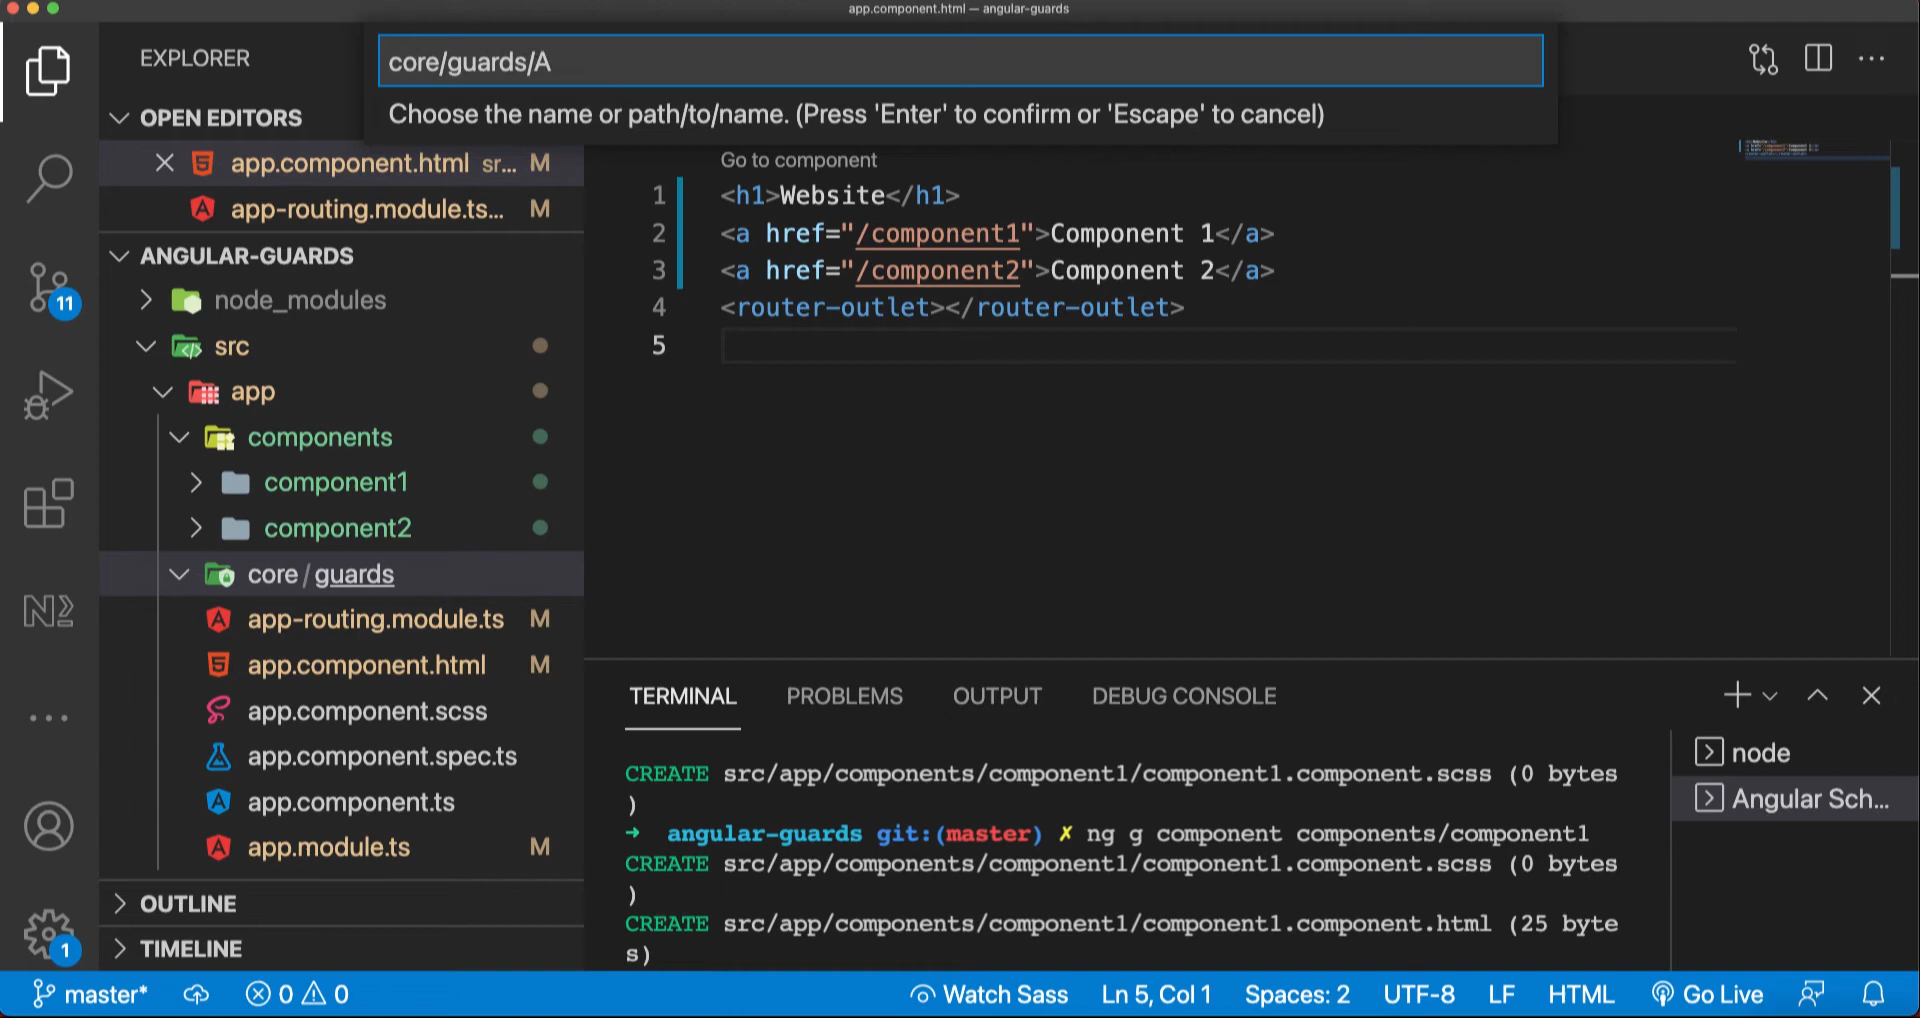 app.component.html — angular-guards
EXPLORER
core/guards/A
Choose the name or path/to/name. (Press 'Enter' to confirm or 'Escape' to cancel)
OPEN EDITORS
app.component.html sr... M
app-routing.module.ts... M
ANGULAR-GUARDS
node_modules
src
app
components
component1
component2
core / guards
app-routing.module.ts M
app.component.html M
app.component.scss
app.component.spec.ts
app.component.ts
app.module.ts M
OUTLINE
TIMELINE
11
1
Go to component
1 <h1>Website</h1>
2 <a href="/component1">Component 1</a>
3 <a href="/component2">Component 2</a>
4 <router-outlet></router-outlet>
5
TERMINAL PROBLEMS OUTPUT DEBUG CONSOLE
CREATE src/app/components/component1/component1.component.scss (0 bytes
)
➜ angular-guards git:(master) ✗ ng g component components/component1
CREATE src/app/components/component1/component1.component.scss (0 bytes
)
CREATE src/app/components/component1/component1.component.html (25 byte
s)
node
Angular Sch...
master* 0 0 Watch Sass Ln 5, Col 1 Spaces: 2 UTF-8 LF HTML Go Live